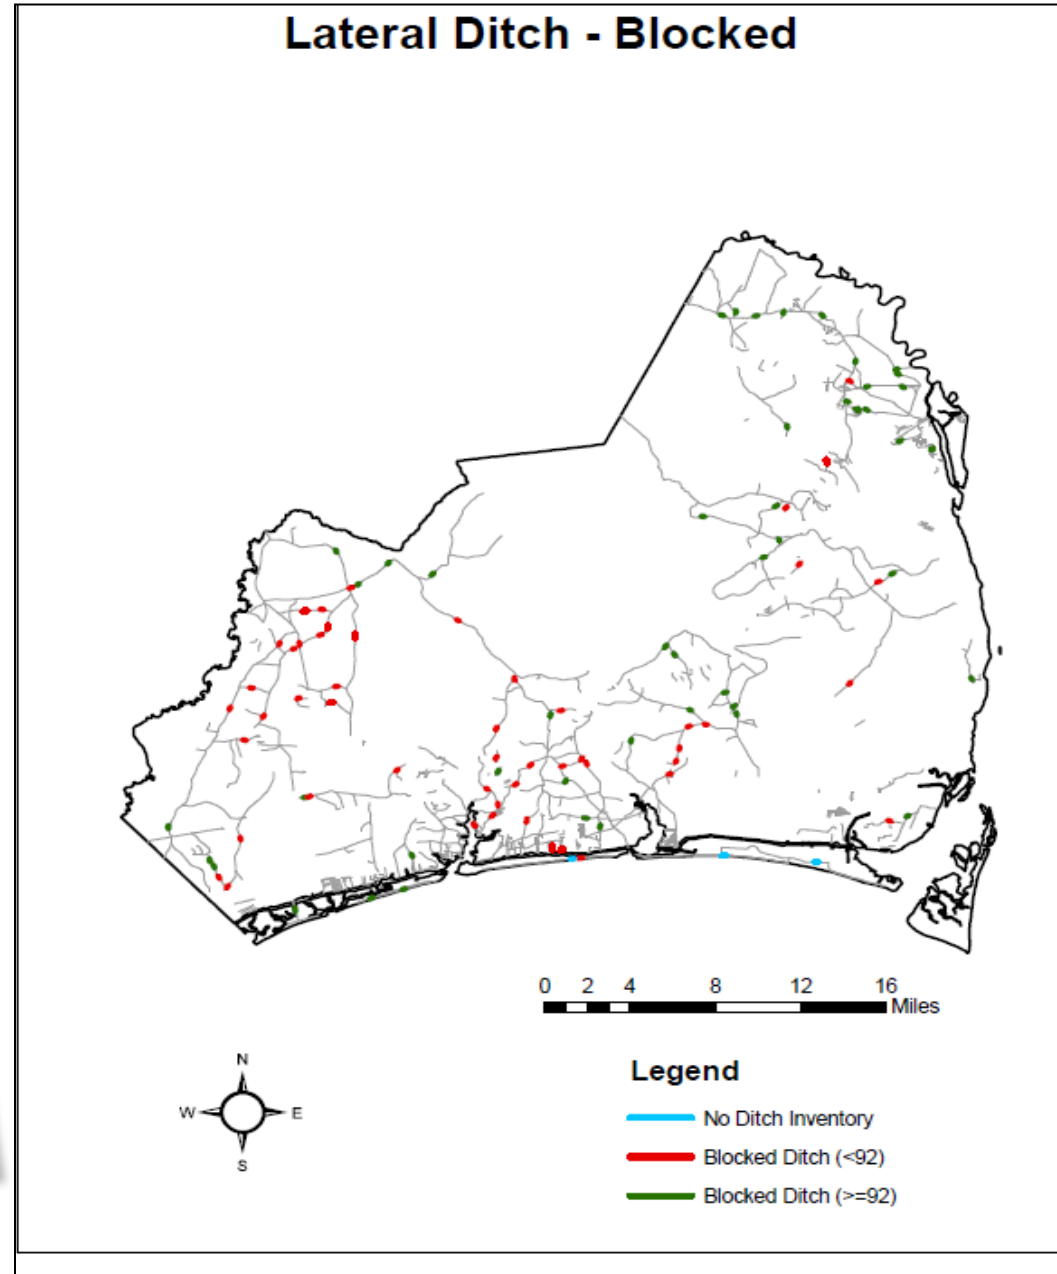 Lateral Ditch - Blocked
0 2 4 8 12 16
Miles
N
W E
S
Legend
No Ditch Inventory
Blocked Ditch (<92)
Blocked Ditch (>=92)